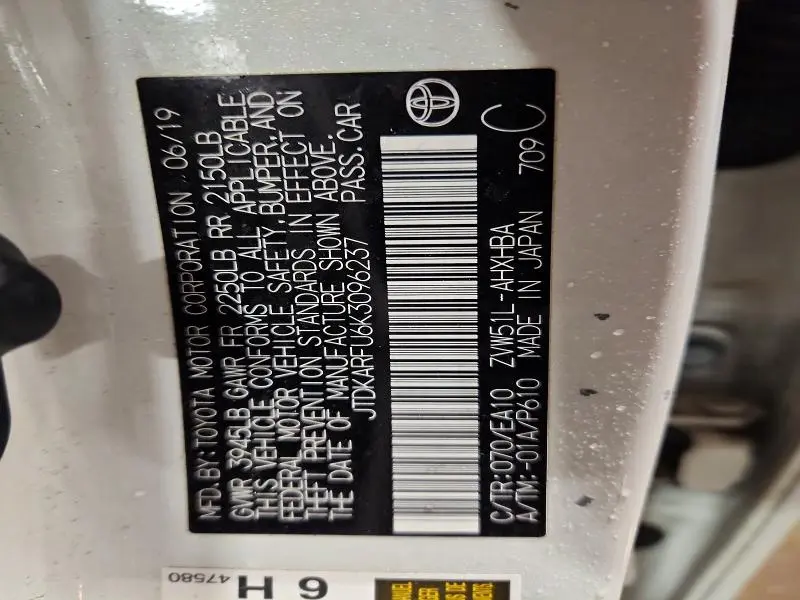 MFD. BY: TOYOTA MOTOR CORPORATION 06/19
GVWR 3945LB GAWR FR 2250LB RR 2150LB
THIS VEHICLE CONFORMS TO ALL APPLICABLE
FEDERAL MOTOR VEHICLE SAFETY, BUMPER, AND
THEFT PREVENTION STANDARDS IN EFFECT ON
THE DATE OF MANUFACTURE SHOWN ABOVE.
JTDKARFU6K3096237 PASS. CAR
C/TR:070/EA10 ZVW51L-AHXHBA
A/TM:-01A/P610 MADE IN JAPAN 709 C
6 H
47580